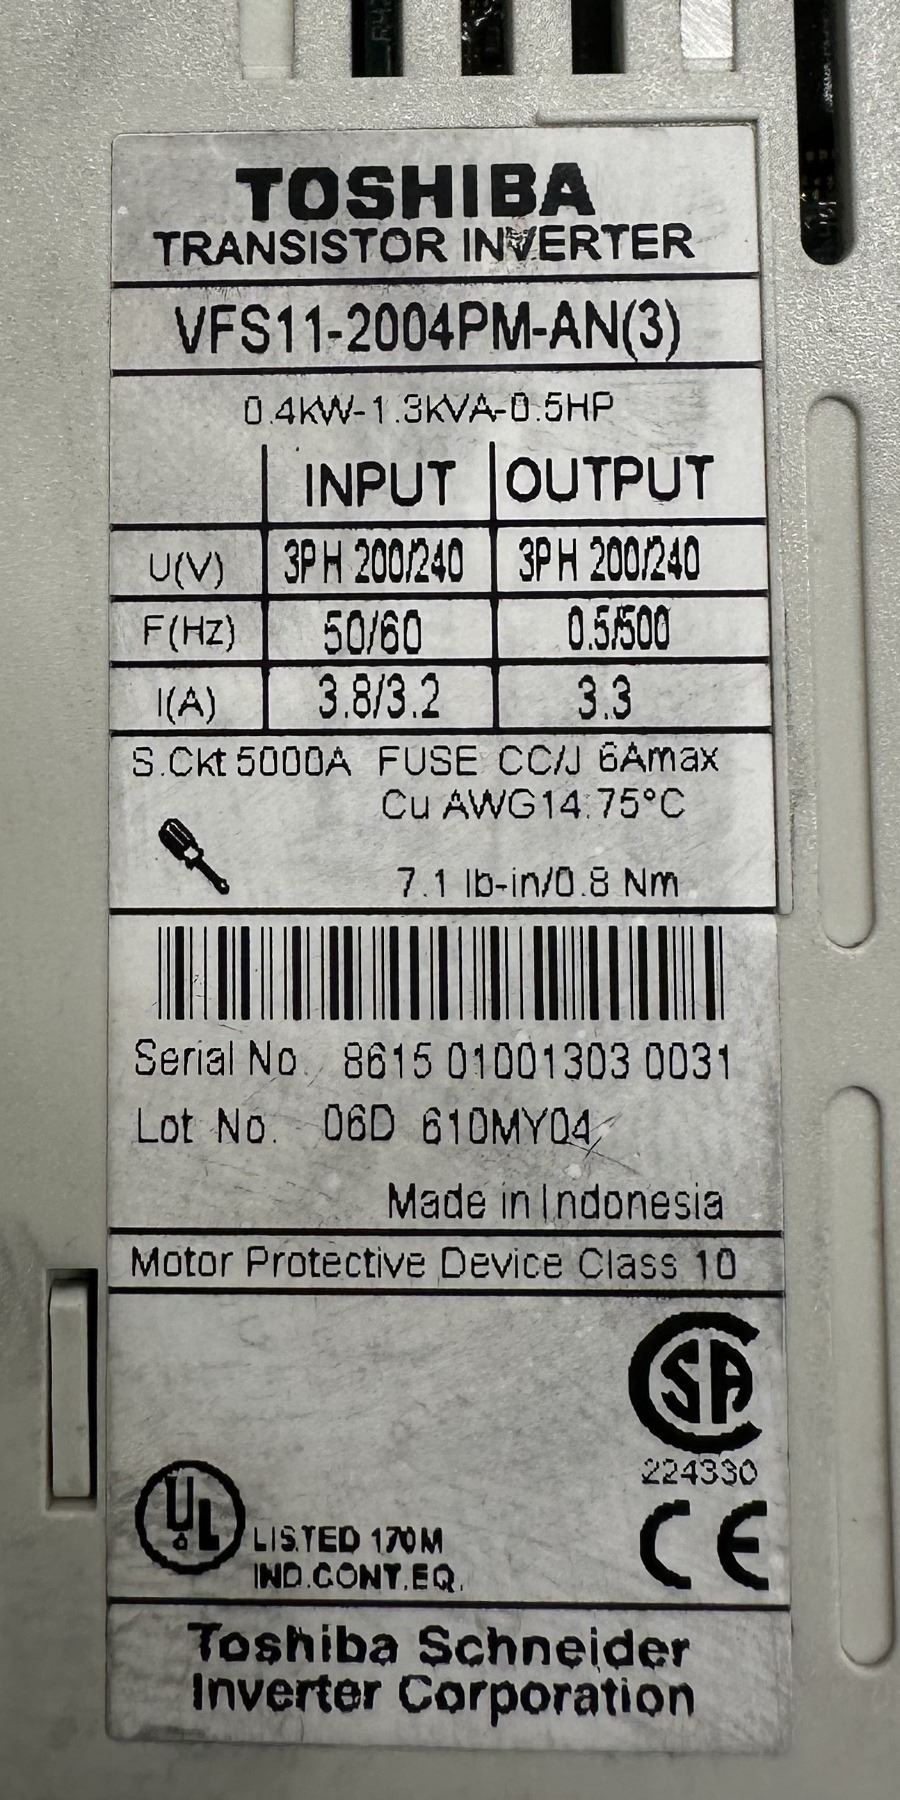 TOSHIBA
TRANSISTOR INVERTER
VFS11-2004PM-AN(3)
0.4kW-1.3kVA-0.5HP
INPUT OUTPUT
U(V) 3PH 200/240 3PH 200/240
F(Hz) 50/60 0.5/500
I(A) 3.8/3.2 3.3
S.Ckt 5000A FUSE CC/J 6Amax
Cu AWG14.75°C
7.1 lb-in/0.8 Nm
Serial No. 8615 01001303 0031
Lot No. 06D 610MY04
Made in Indonesia
Motor Protective Device Class 10
CSA
224330
UL LISTED 170M
IND.CONT.EQ.
CE
Toshiba Schneider
Inverter Corporation